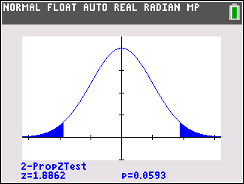 NORMAL FLOAT AUTO REAL RADIAN MP
2-PropZTest
z=1.8862 p=0.0593